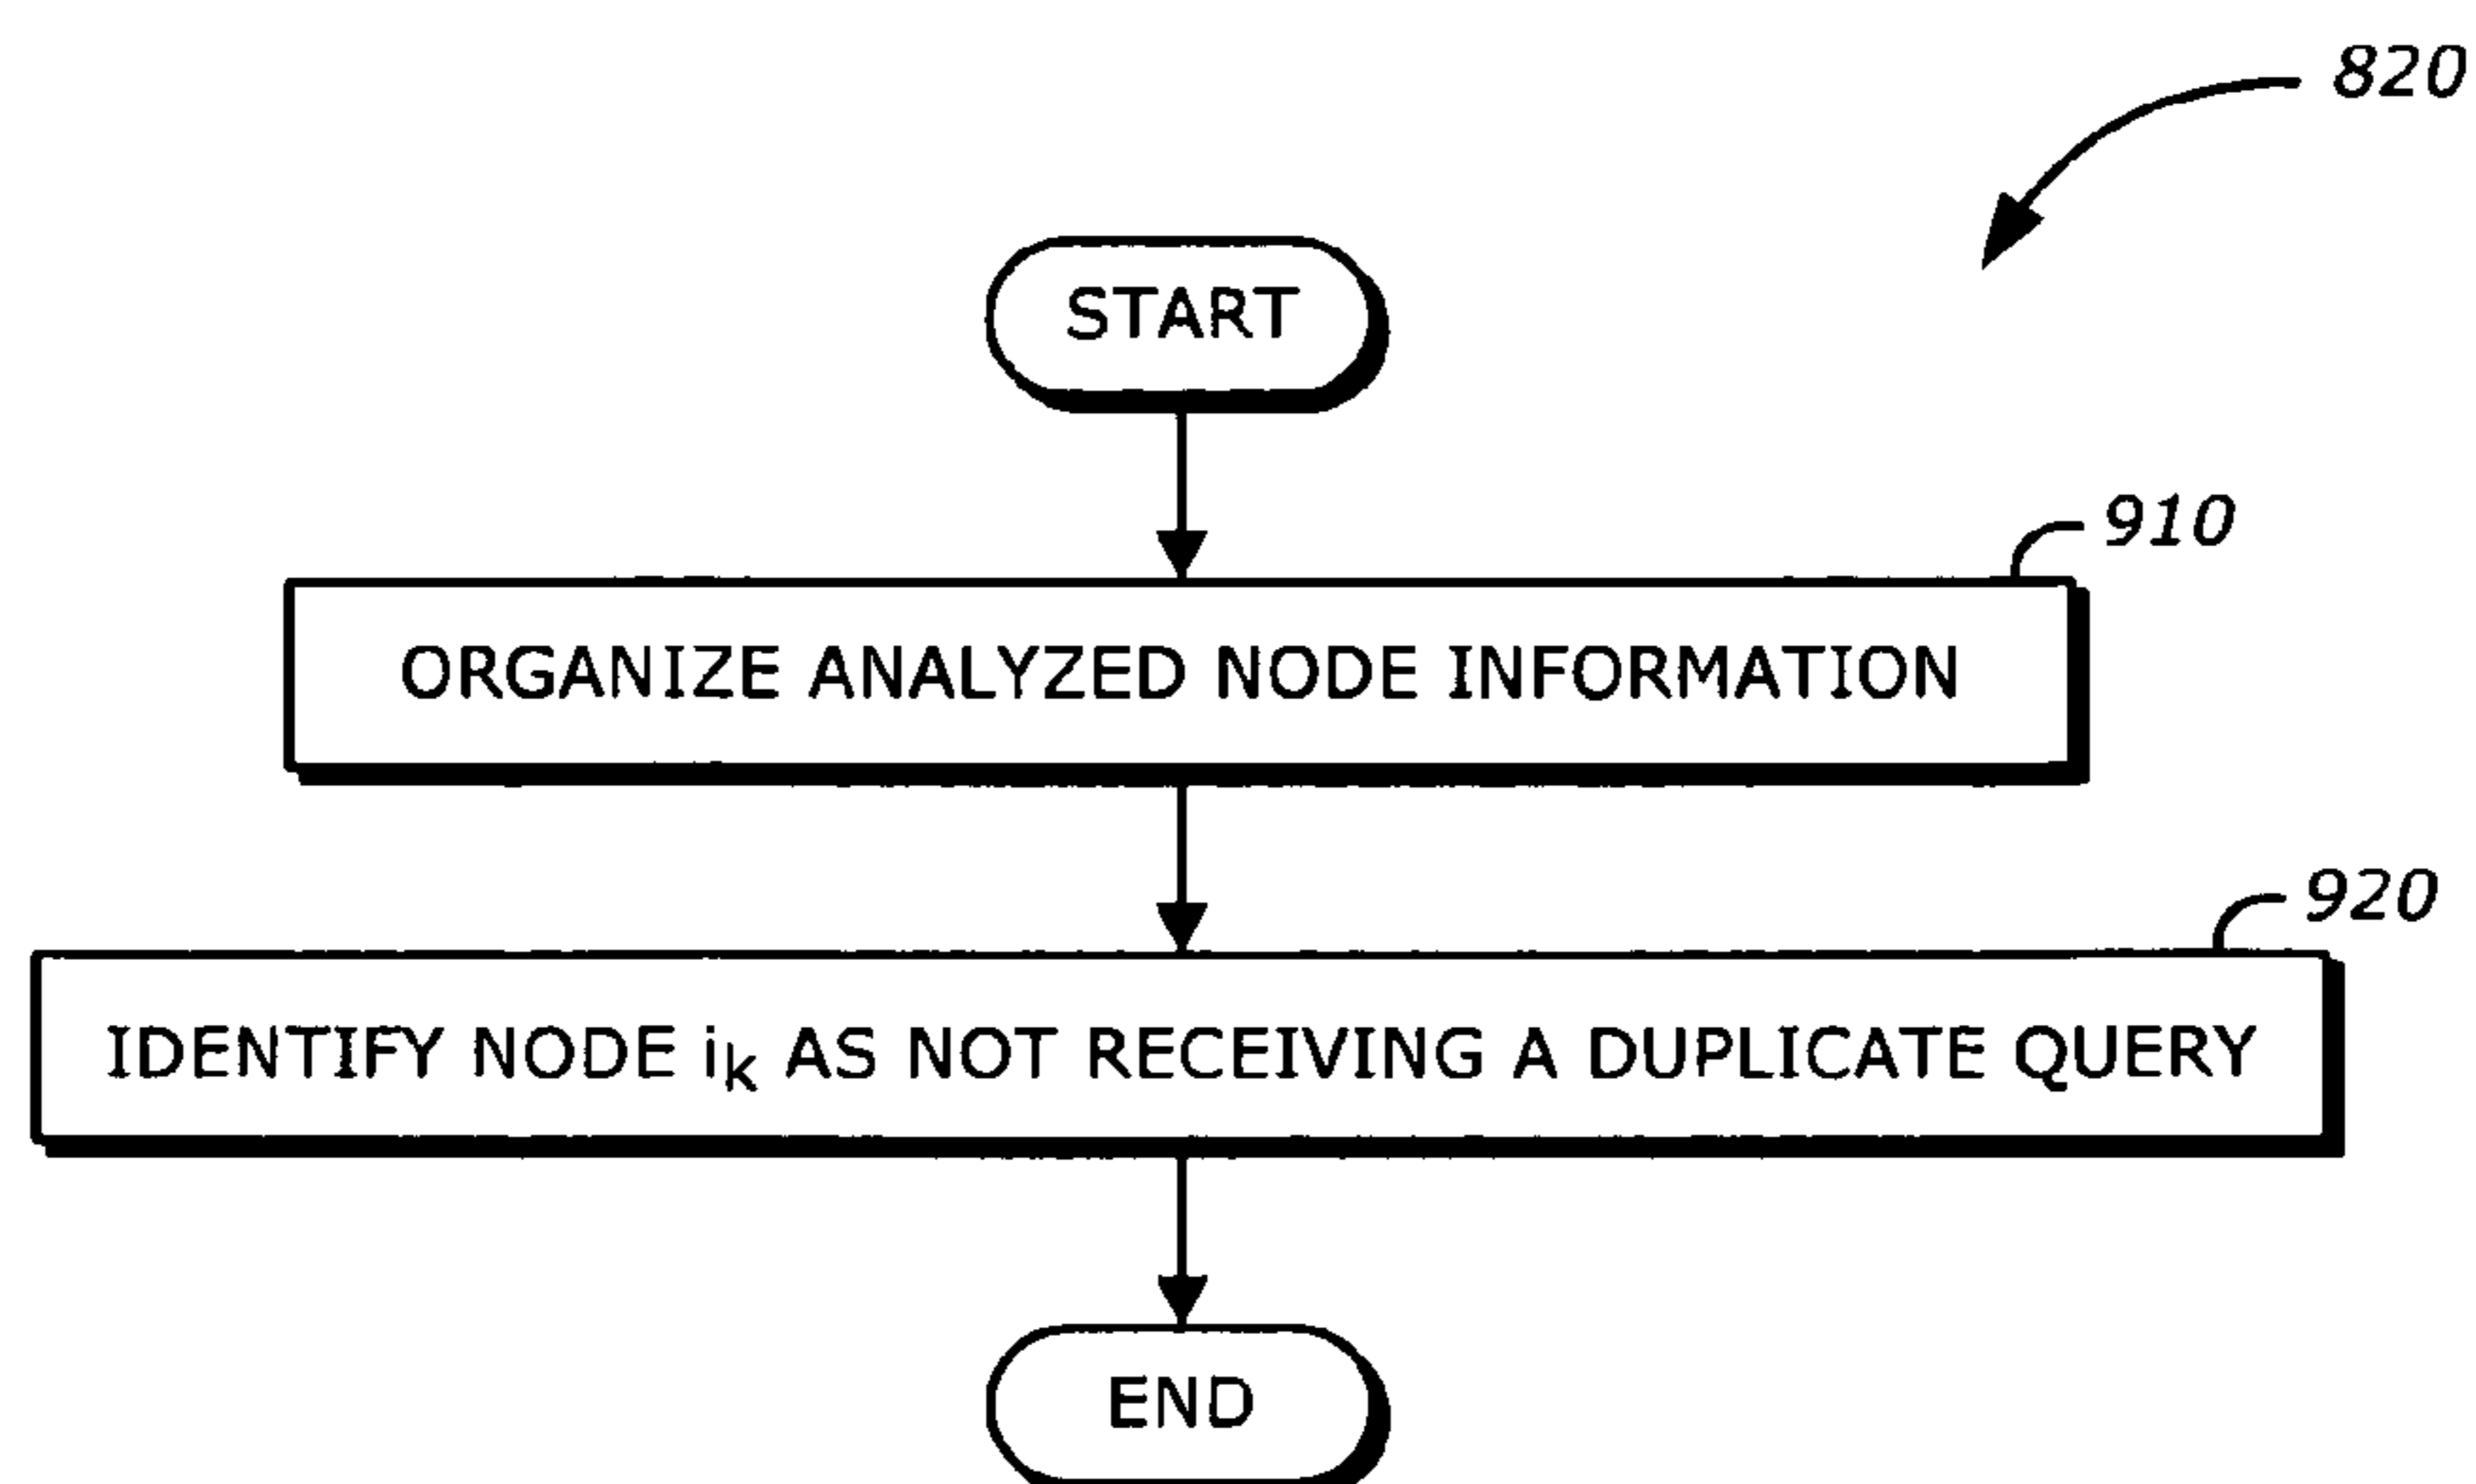 820
START
910
ORGANIZE ANALYZED NODE INFORMATION
920
IDENTIFY NODE iₖ AS NOT RECEIVING A DUPLICATE QUERY
END